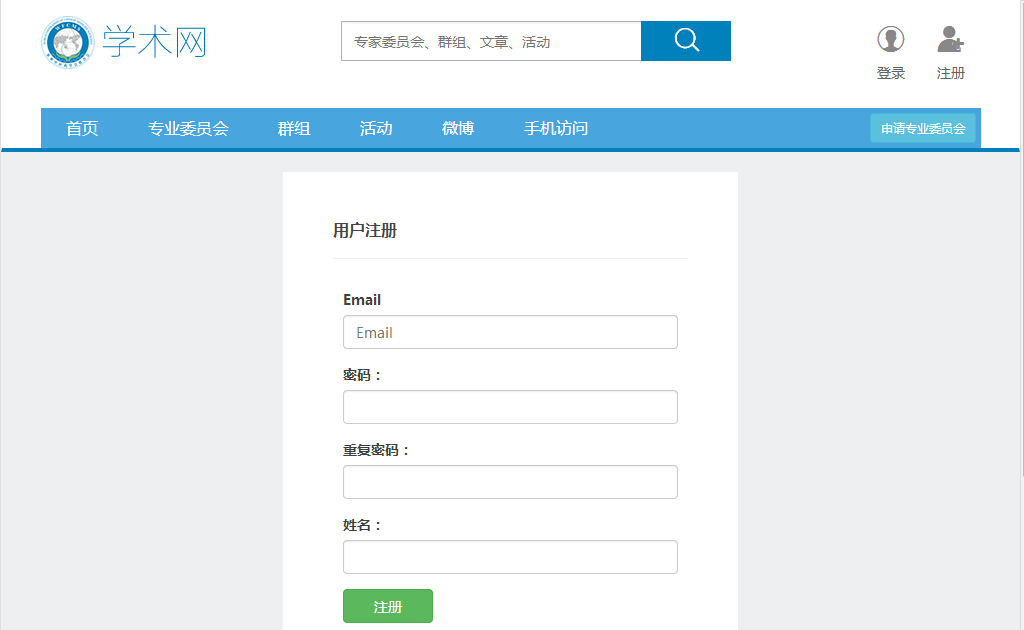 学术网
专家委员会、群组、文章、活动
登录
注册
首页
专业委员会
群组
活动
微博
手机访问
申请专业委员会
用户注册
Email
Email
密码：
重复密码：
姓名：
注册